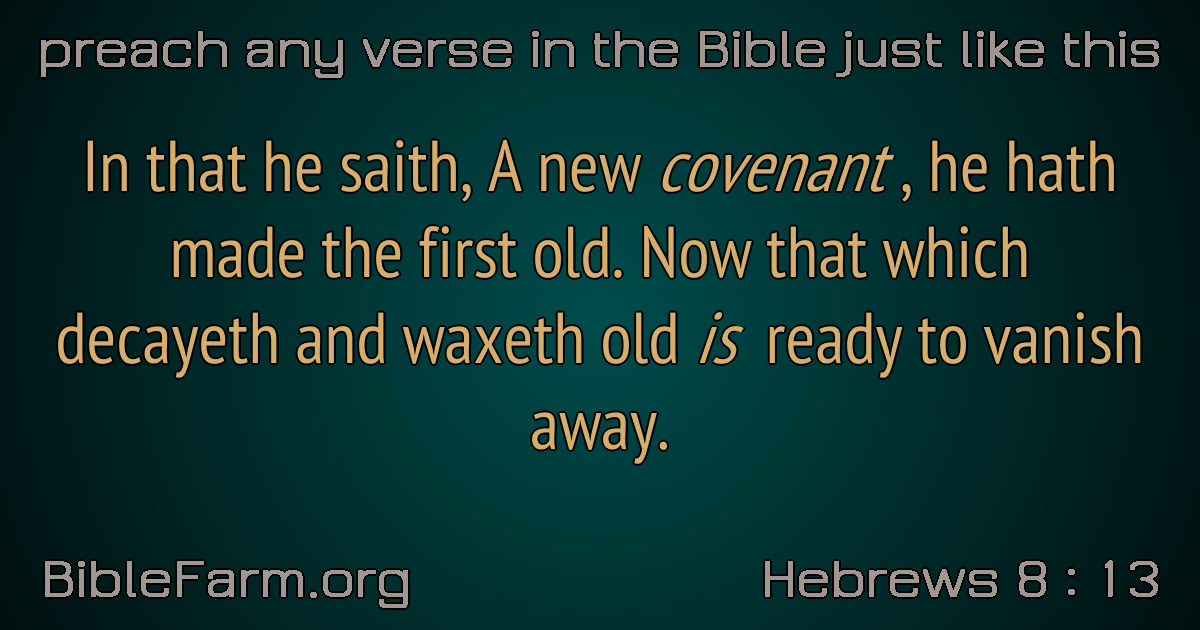 preach any verse in the Bible just like this
In that he saith, A new covenant , he hath
made the first old. Now that which
decayeth and waxeth old is ready to vanish
away.
BibleFarm.org
Hebrews 8 : 13